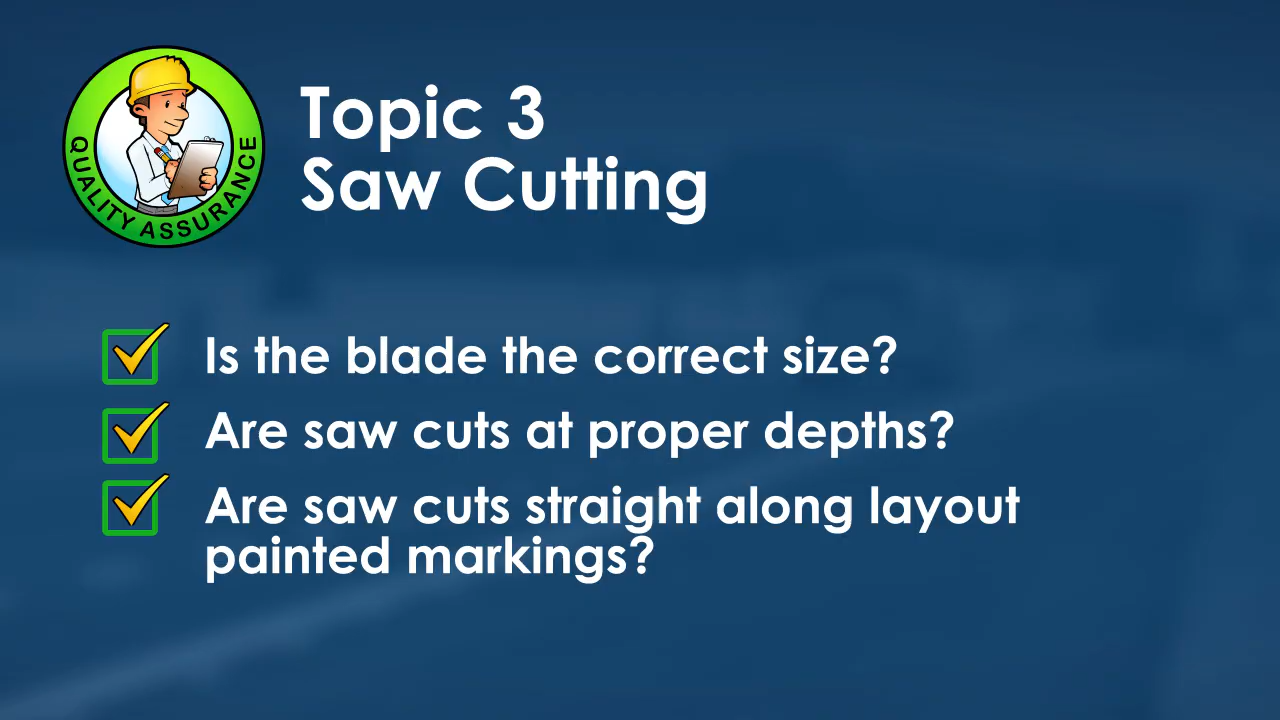 QUALITY ASSURANCE
Topic 3
Saw Cutting
Is the blade the correct size?
Are saw cuts at proper depths?
Are saw cuts straight along layout
painted markings?